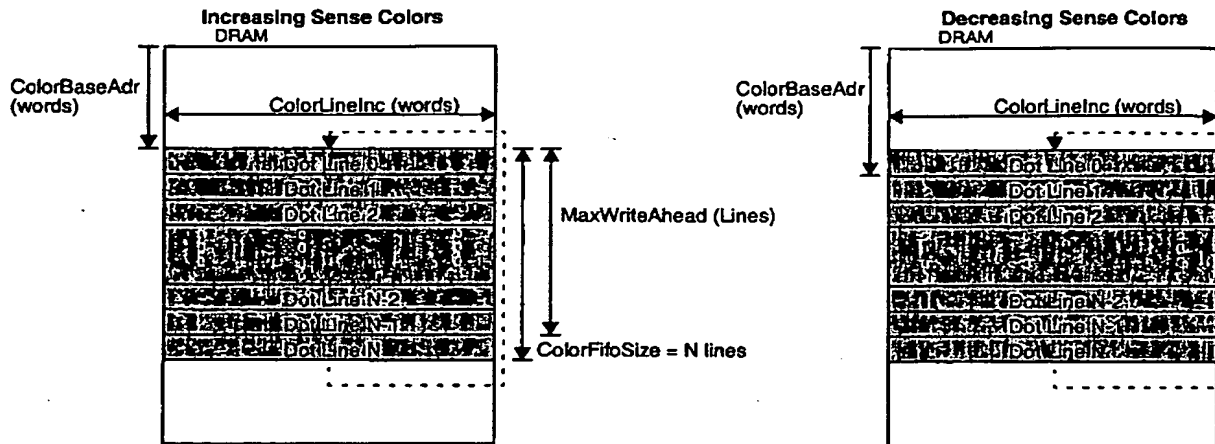 Increasing Sense Colors
DRAM
ColorBaseAdr
(words)
ColorLineInc (words)
Dot Line 0
Dot Line 1
Dot Line 2
Dot Line N-2
Dot Line N-1
Dot Line N
MaxWriteAhead (Lines)
ColorFifoSize = N lines
Decreasing Sense Colors
DRAM
ColorBaseAdr
(words)
ColorLineInc (words)
Dot Line 0
Dot Line 1
Dot Line 2
Dot Line N-2
Dot Line N-1
Dot Line N